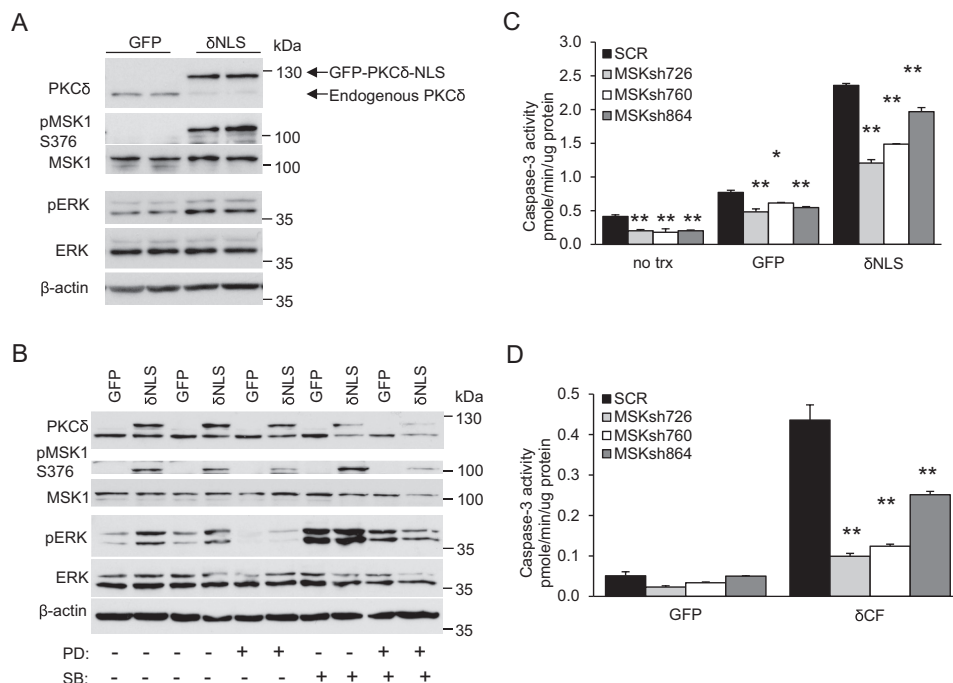 A
GFP δNLS kDa
PKCδ 130 GFP-PKCδ-NLS
Endogenous PKCδ
pMSK1
S376 100
MSK1 100
pERK 35
ERK 35
β-actin 35
B
GFP δNLS GFP δNLS GFP δNLS GFP δNLS GFP δNLS kDa
PKCδ 130
pMSK1
S376 100
MSK1 100
pERK 35
ERK 35
β-actin 35
PD: - - - - + + - - + +
SB: - - - - - - + + + +
C
Caspase-3 activity
pmole/min/ug protein
3.0
2.5
2.0
1.5
1.0
0.5
0.0
SCR
MSKsh726
MSKsh760
MSKsh864
** ** **
** * **
** ** **
no trx GFP δNLS
D
Caspase-3 activity
pmole/min/ug protein
0.5
0.4
0.3
0.2
0.1
0.0
SCR
MSKsh726
MSKsh760
MSKsh864
** ** **
GFP δCF